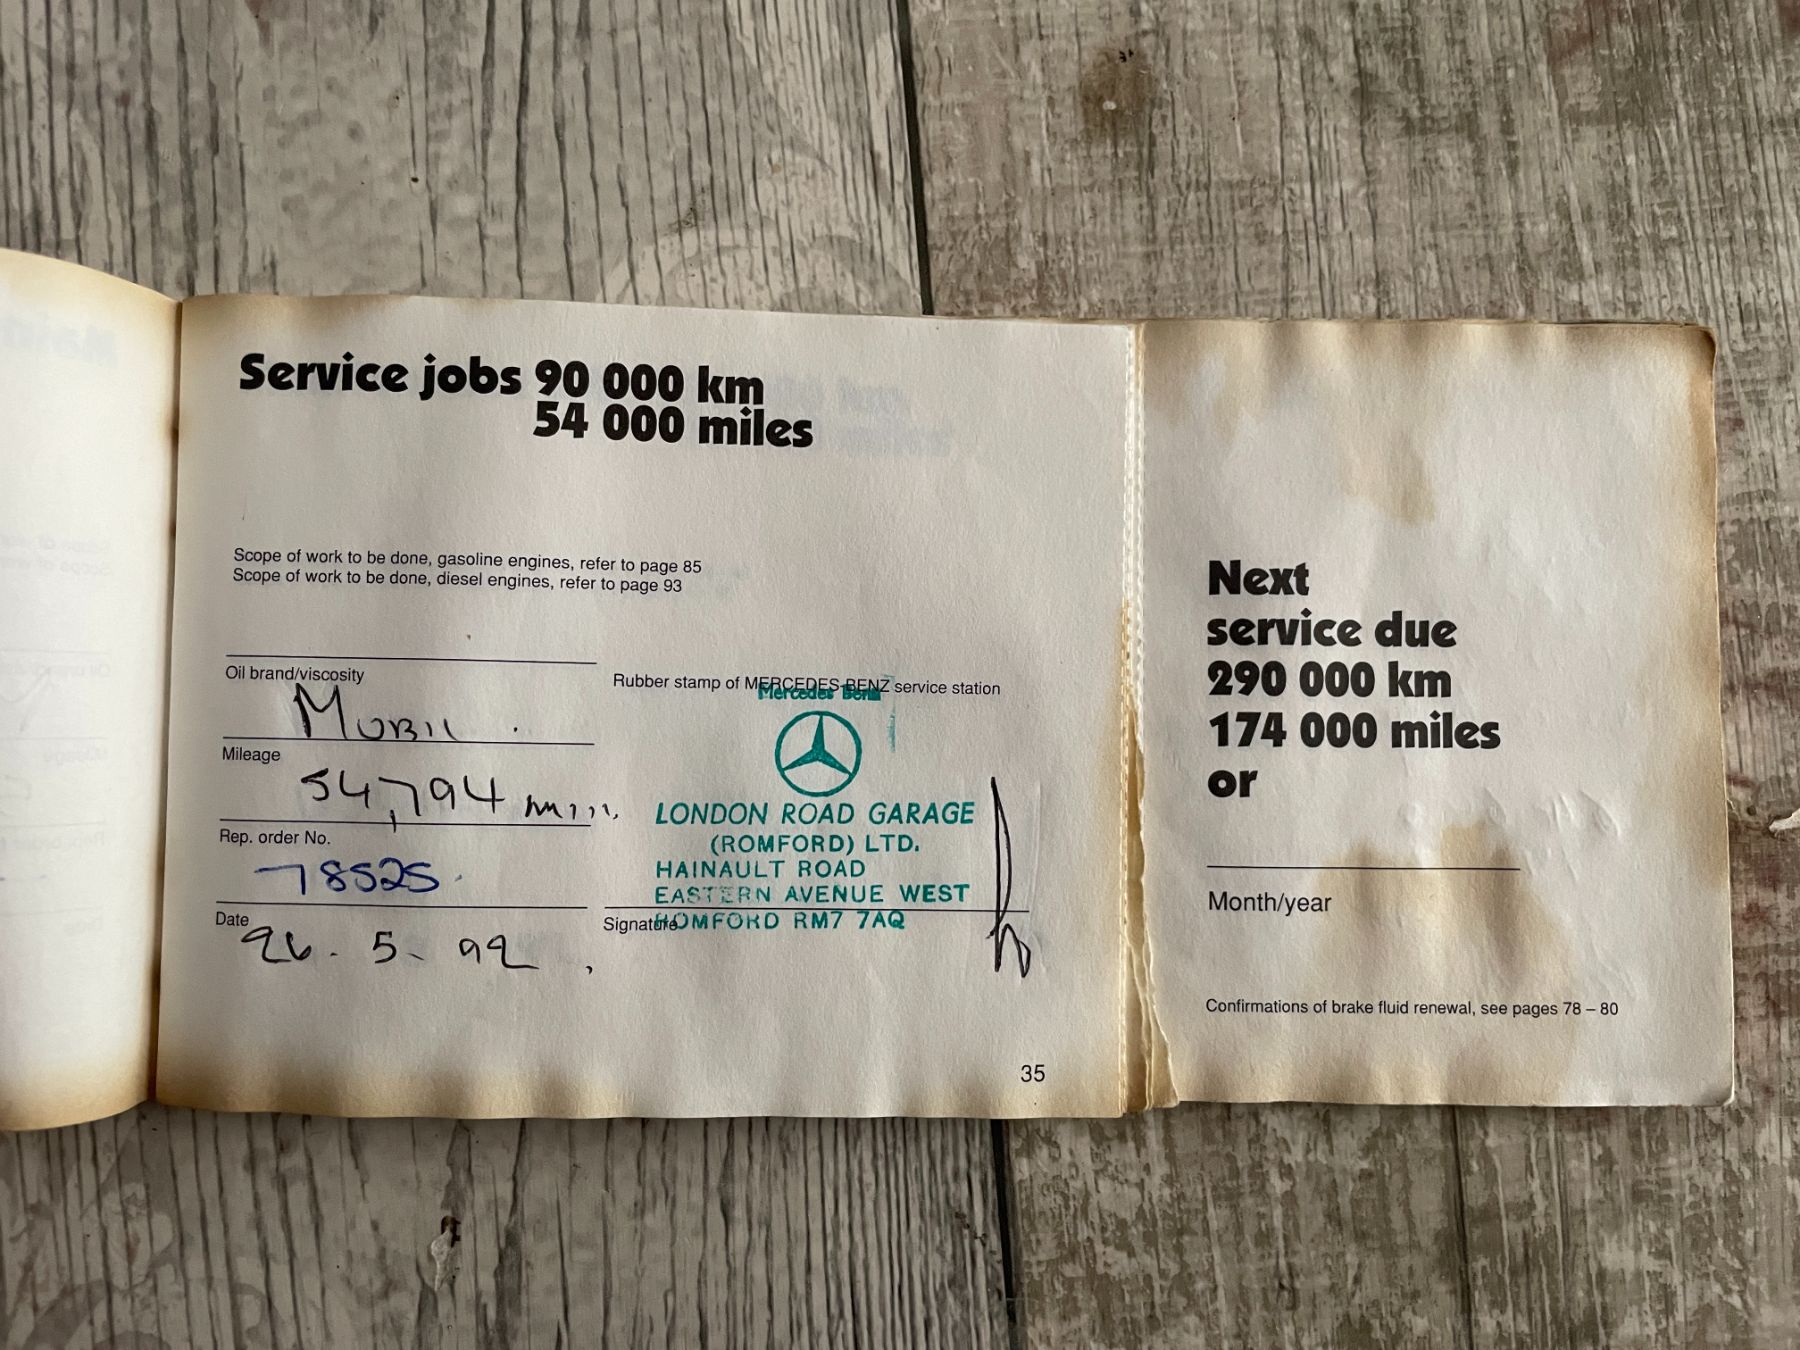 Service jobs 90 000 km
54 000 miles
Scope of work to be done, gasoline engines, refer to page 85
Scope of work to be done, diesel engines, refer to page 93
Oil brand/viscosity
Mobil
Mileage
54,794
Rep. order No.
78525
Date
26.5.92
Rubber stamp of MERCEDES BENZ service station
Mercedes Benz
LONDON ROAD GARAGE
(ROMFORD) LTD.
HAINAULT ROAD
EASTERN AVENUE WEST
ROMFORD RM7 7AQ
Signature
35
Next
service due
290 000 km
174 000 miles
or
Month/year
Confirmations of brake fluid renewal, see pages 78 – 80